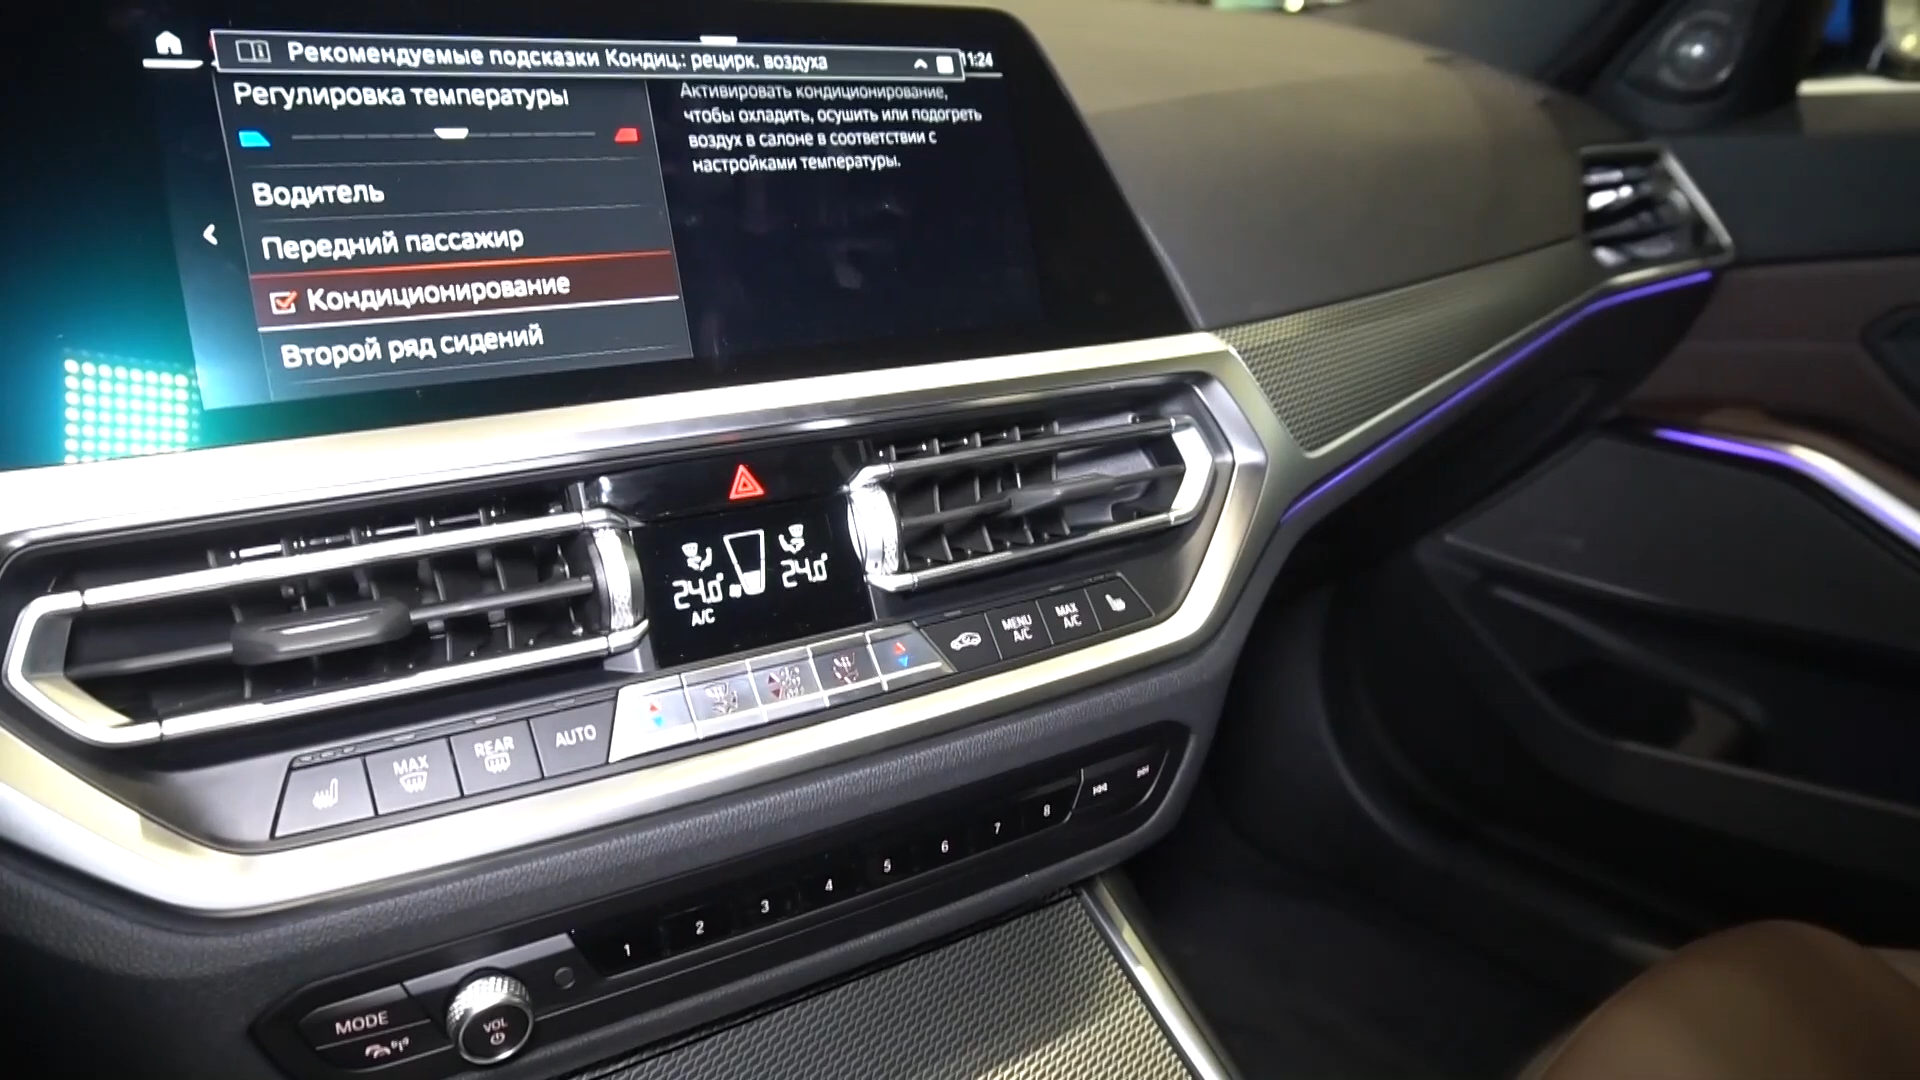 Рекомендуемые подсказки Кондиц.: рецирк. воздуха
11:24
Регулировка температуры
Водитель
Передний пассажир
Кондиционирование
Второй ряд сидений
Активировать кондиционирование,
чтобы охладить, осушить или подогреть
воздух в салоне в соответствии с
настройками температуры.
24.0°
24.0°
A/C
MAX
REAR
AUTO
MENU
A/C
MAX
A/C
1 2 3 4 5 6 7 8
MODE
VOL